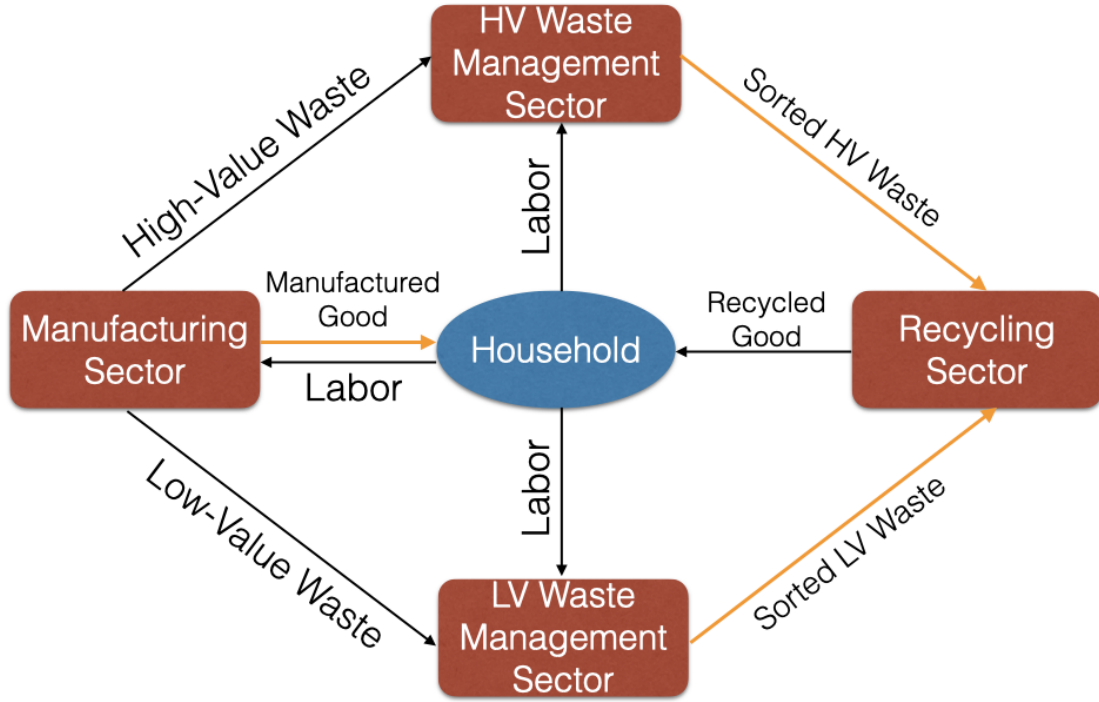 HV Waste
Management
Sector
High-Value Waste
Sorted HV Waste
Labor
Manufactured
Good
Recycled
Good
Manufacturing
Sector
Household
Recycling
Sector
Labor
Labor
Low-Value Waste
Sorted LV Waste
LV Waste
Management
Sector